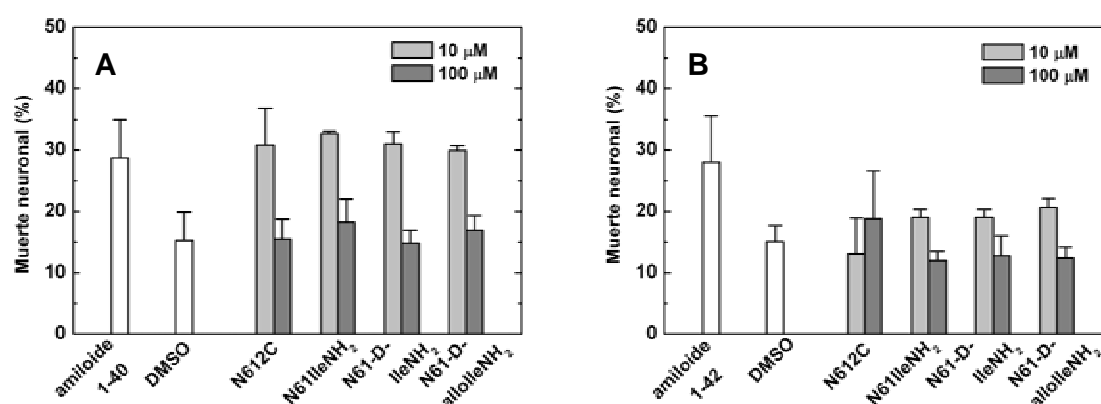 A
Muerte neuronal (%)
50
40
30
20
10
0
10 μM
100 μM
amiloide
1-40
DMSO
N612C
N61IleNH2
N61-D-
IleNH2
N61-D-
alloIleNH2
B
Muerte neuronal (%)
50
40
30
20
10
0
10 μM
100 μM
amiloide
1-42
DMSO
N612C
N61IleNH2
N61-D-
IleNH2
N61-D-
alloIleNH2